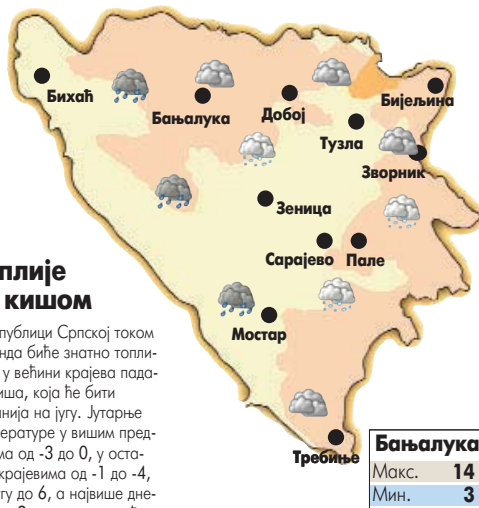 Бихаћ
Бањалука
Добој
Бијељина
Тузла
Зворник
Зеница
Сарајево Пале
Мостар
Требиње
плије
кишом
публици Српској током
нда биће знатно топли-
у већини крајева пада-
иша, која ће бити
нија на југу. Јутарње
ературе у вишим пред-
ма од -3 до 0, у оста-
крајевима од -1 до -4,
гу до 6, а највише дне-
Бањалука
Макс. 14
Мин. 3